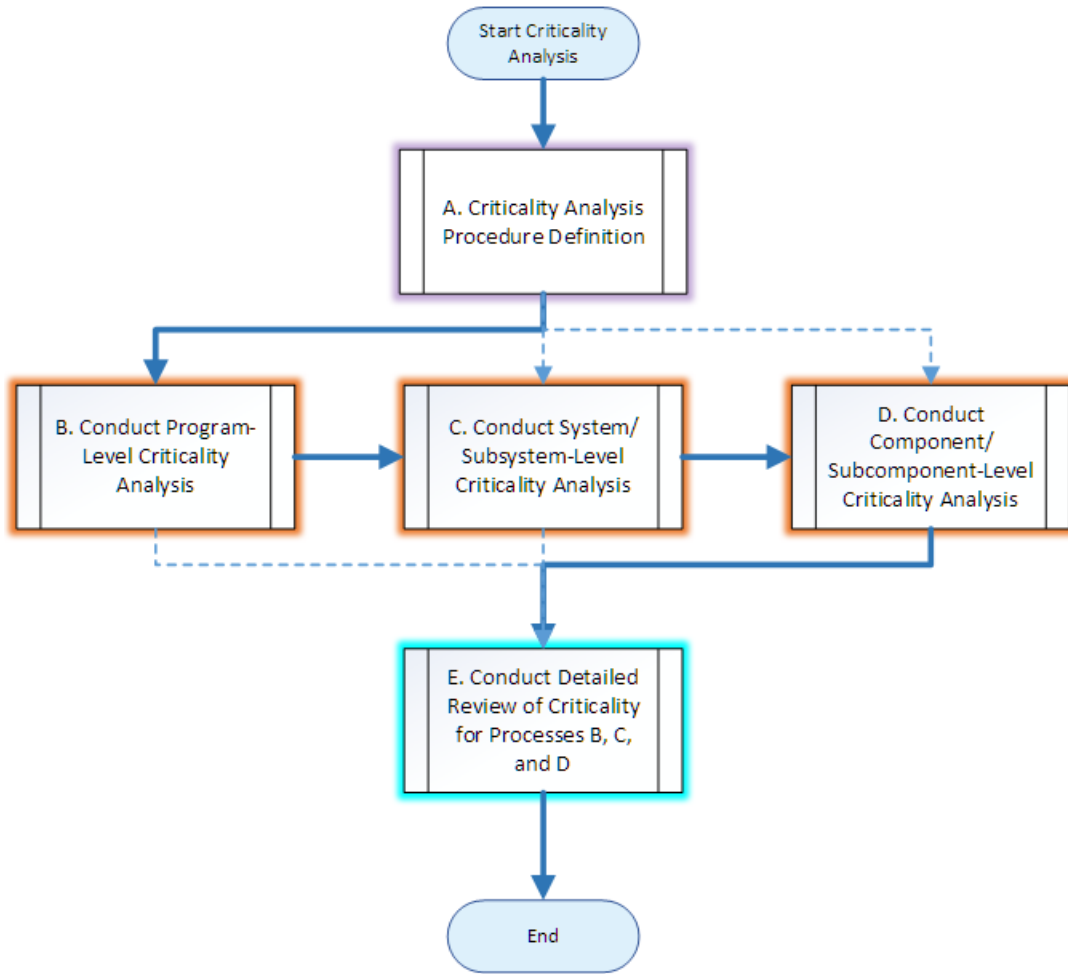 Start Criticality
Analysis
A. Criticality Analysis
Procedure Definition
B. Conduct Program-
Level Criticality
Analysis
C. Conduct System/
Subsystem-Level
Criticality Analysis
D. Conduct
Component/
Subcomponent-Level
Criticality Analysis
E. Conduct Detailed
Review of Criticality
for Processes B, C,
and D
End